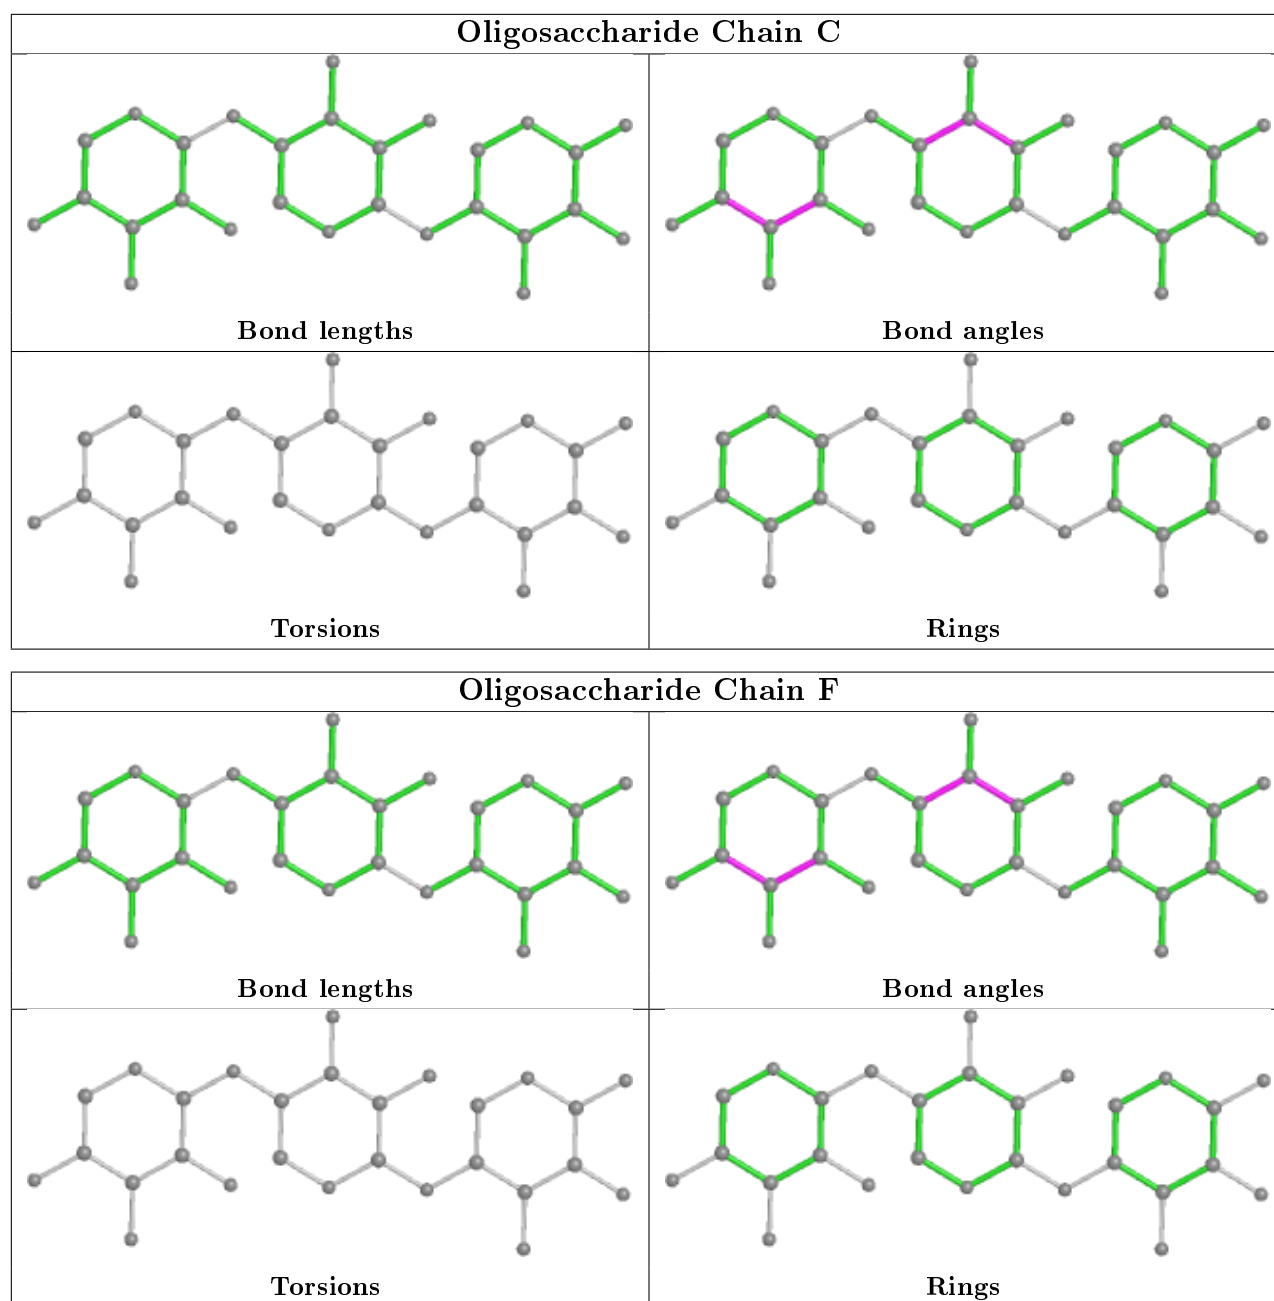 Oligosaccharide Chain C
Bond lengths
Bond angles
Torsions
Rings
Oligosaccharide Chain F
Bond lengths
Bond angles
Torsions
Rings